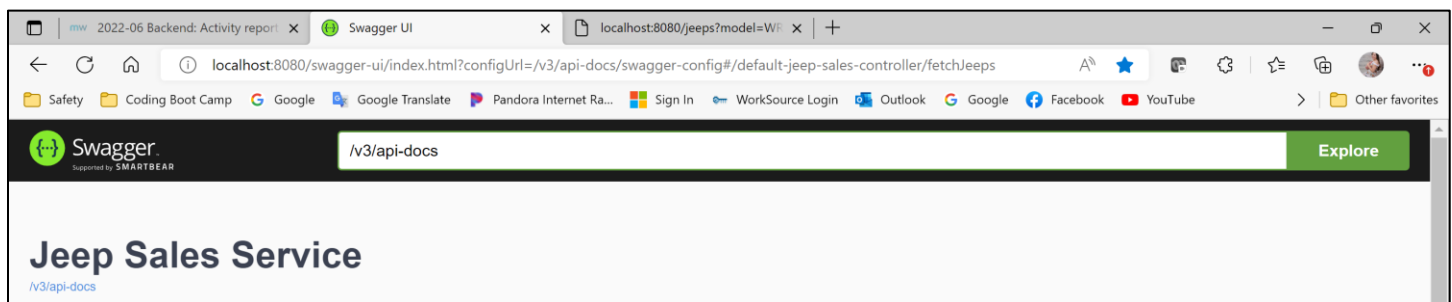 mw 2022-06 Backend: Activity report
Swagger UI
localhost:8080/jeeps?model=WR
localhost:8080/swagger-ui/index.html?configUrl=/v3/api-docs/swagger-config#/default-jeep-sales-controller/fetchJeeps
Safety Coding Boot Camp Google Google Translate Pandora Internet Ra... Sign In WorkSource Login Outlook Google Facebook YouTube Other favorites
Swagger.
Supported by SMARTBEAR
/v3/api-docs
Explore
Jeep Sales Service
/v3/api-docs